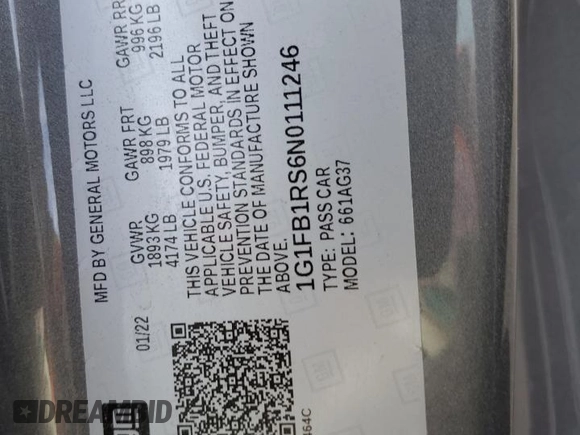 MFD BY GENERAL MOTORS LLC
01/22
GVWR
1893 KG
4174 LB
GAWR FRT
898 KG
1979 LB
GAWR RR
996 KG
2196 LB
THIS VEHICLE CONFORMS TO ALL
APPLICABLE U.S. FEDERAL MOTOR
VEHICLE SAFETY, BUMPER, AND THEFT
PREVENTION STANDARDS IN EFFECT ON
THE DATE OF MANUFACTURE SHOWN
ABOVE.
1G1FB1RS6N0111246
TYPE: PASS CAR
MODEL: 661AG37
464C
DREAMBID